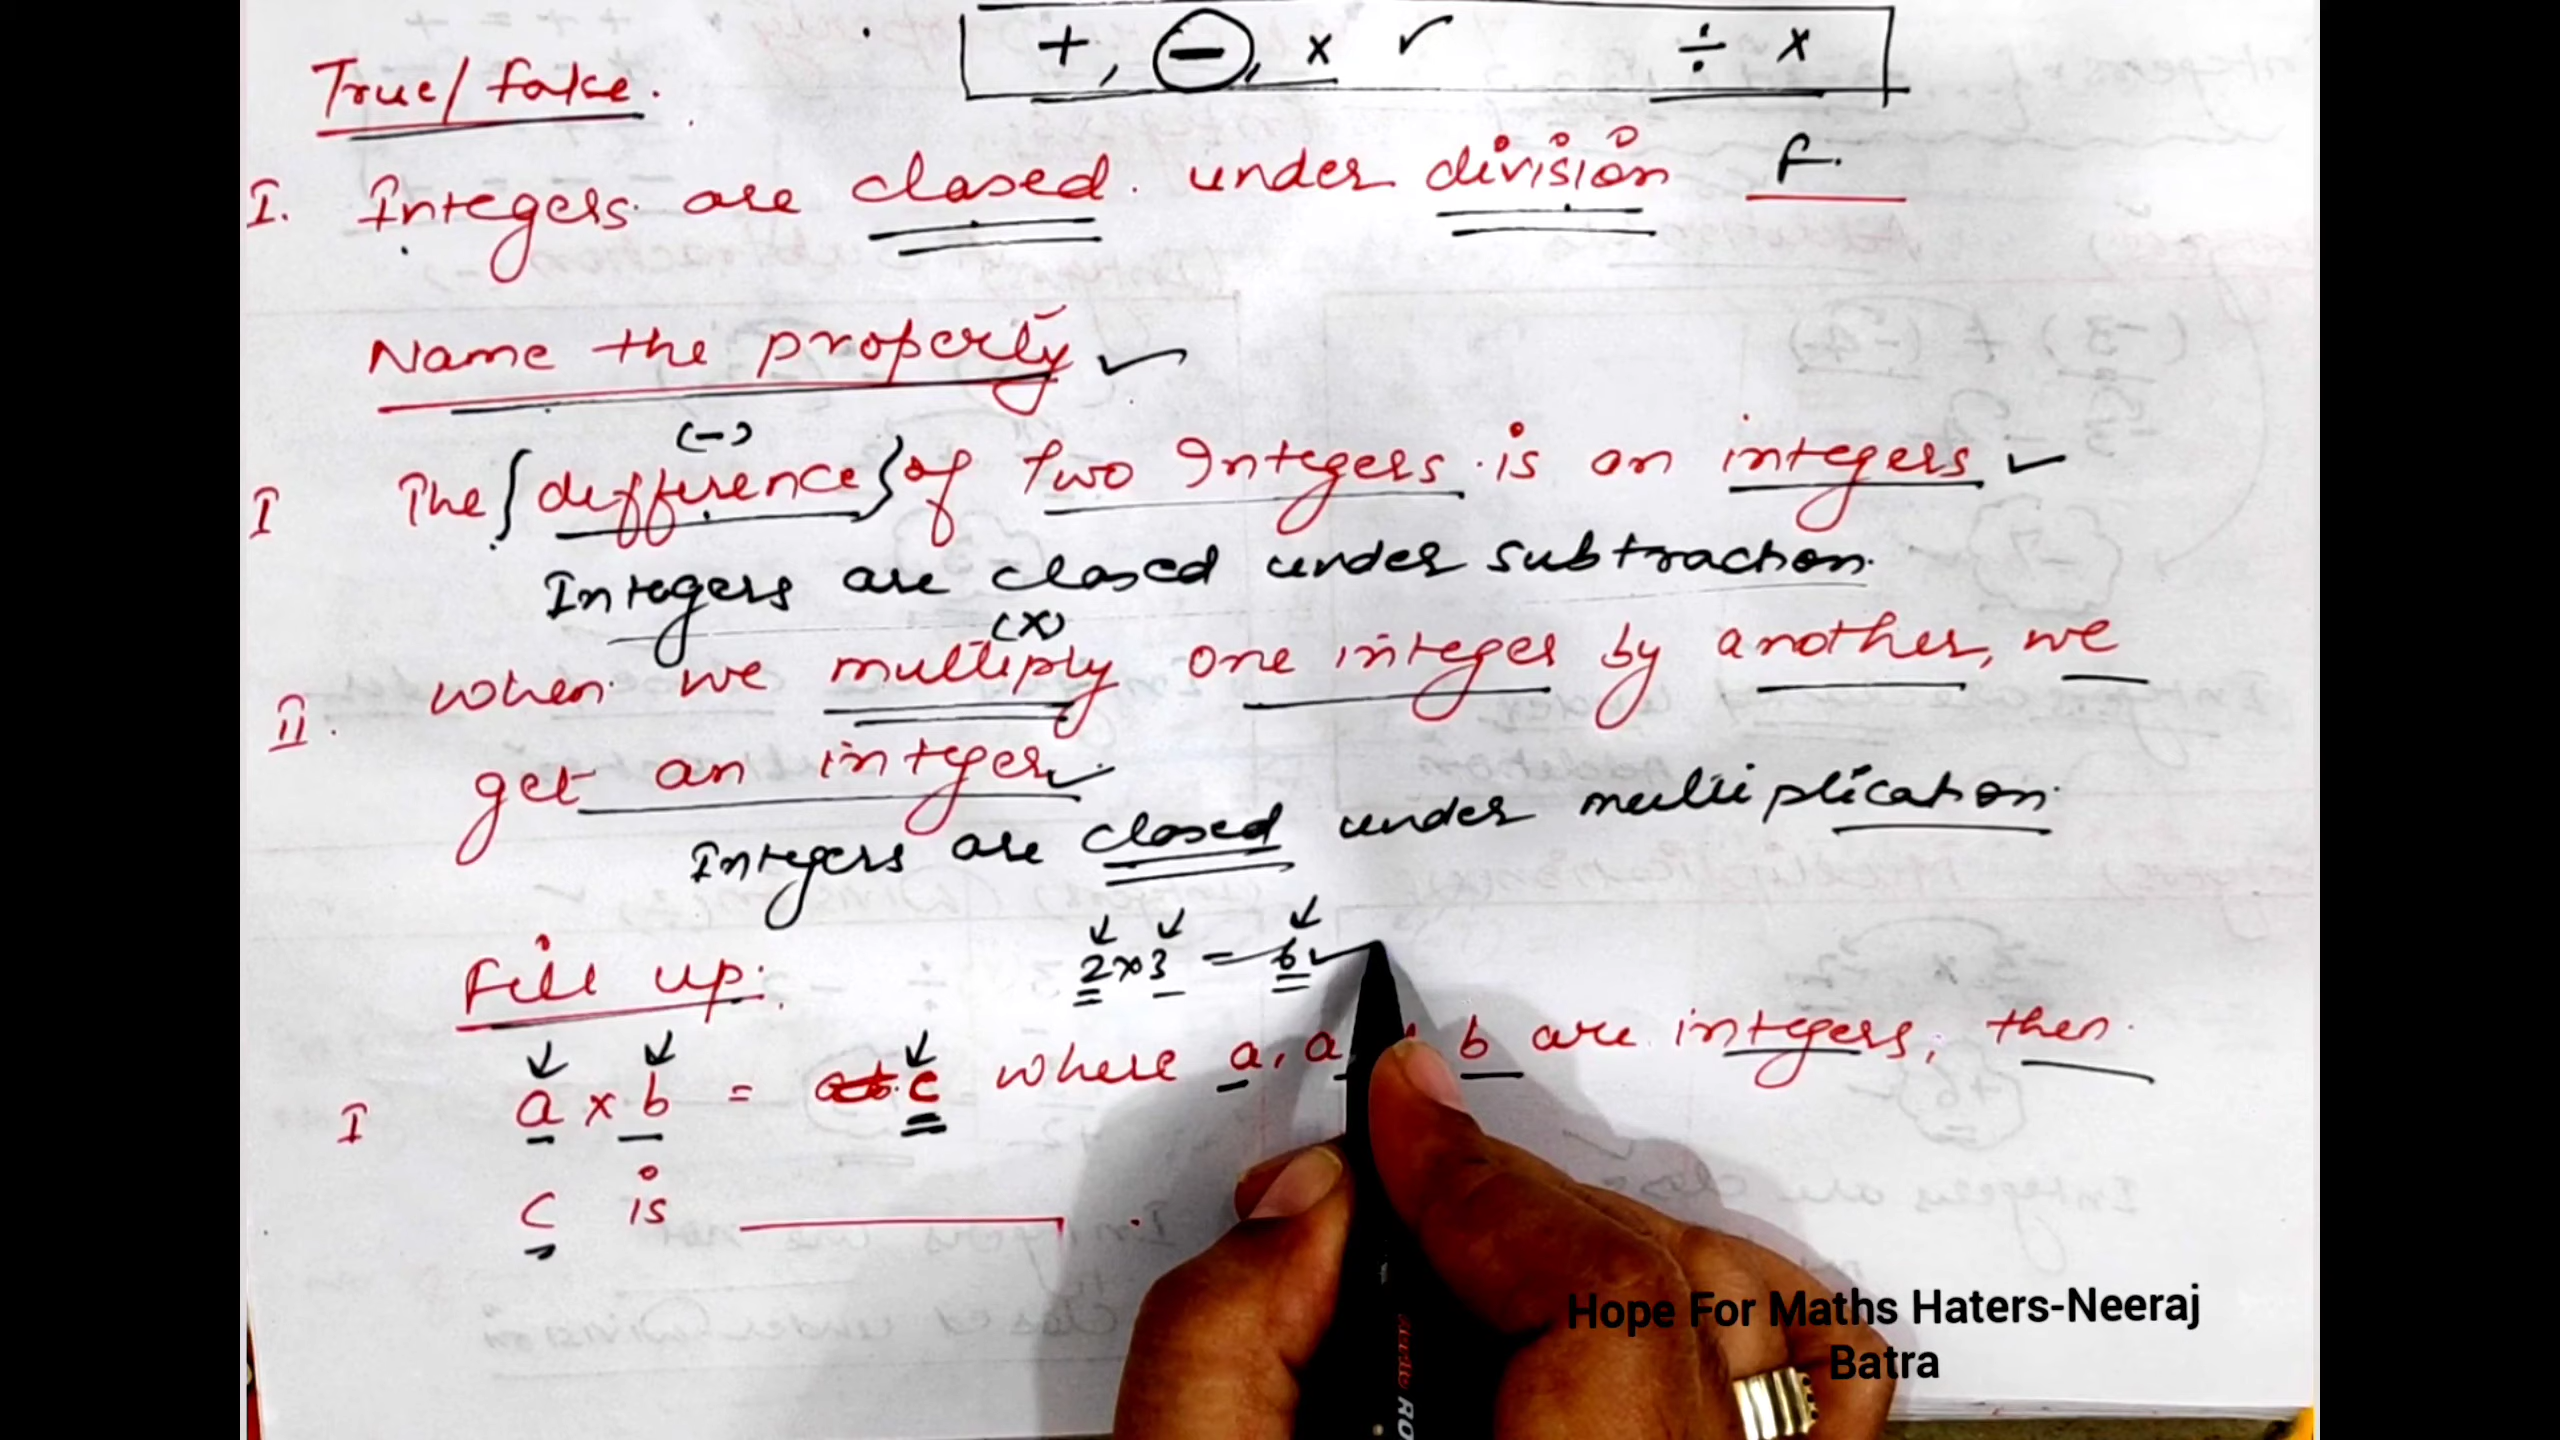 +, −, × ✓ ÷ ×
True/fake.
I. Integers are closed under division F.
Name the property ✓
(−)
I The {difference} of two Integers is an integers ✓
Integers are closed under subtraction.
(×)
II. When we multiply one integer by another, we
get an integer ✓
Integers are closed under multiplication.
Fill up.
2×3 = 6 ✓
I a × b = c where a, a b are integers, then
c is ________.
Hope For Maths Haters-Neeraj
Batra